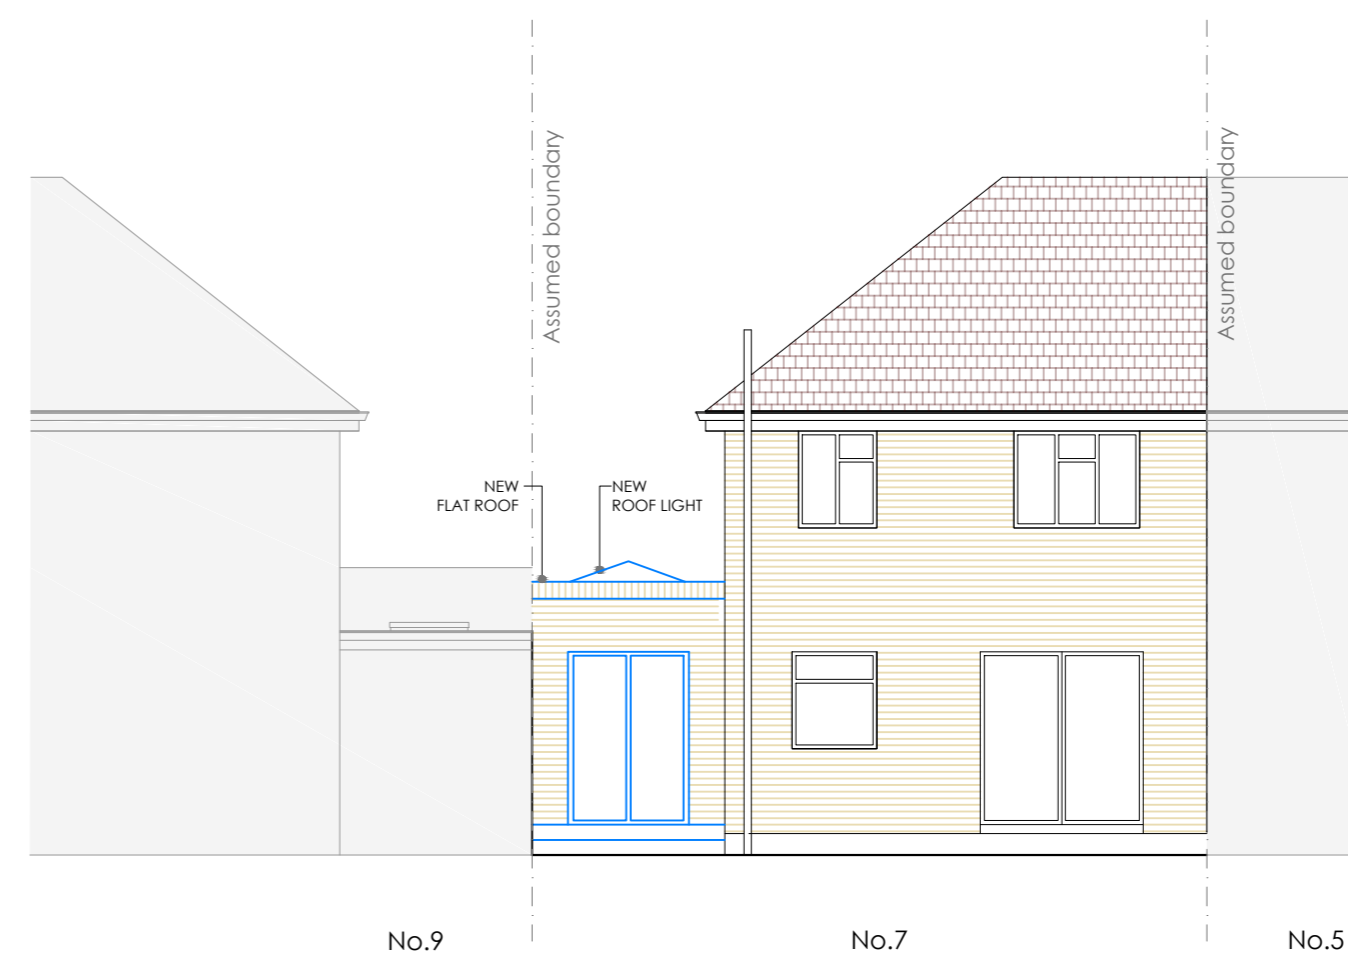 Assumed boundary
Assumed boundary
NEW
FLAT ROOF
NEW
ROOF LIGHT
No.9
No.7
No.5